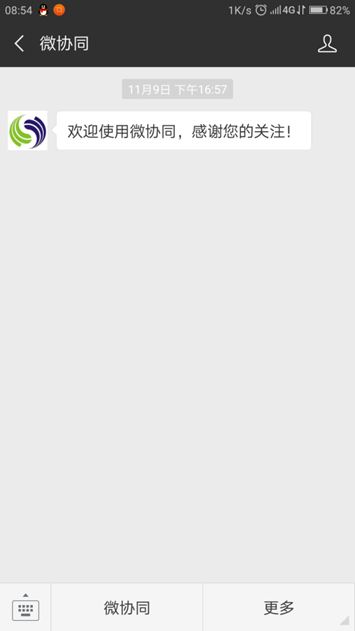 08:54 1K/s 4G 82%
微协同
11月9日 下午16:57
欢迎使用微协同，感谢您的关注！
微协同 更多